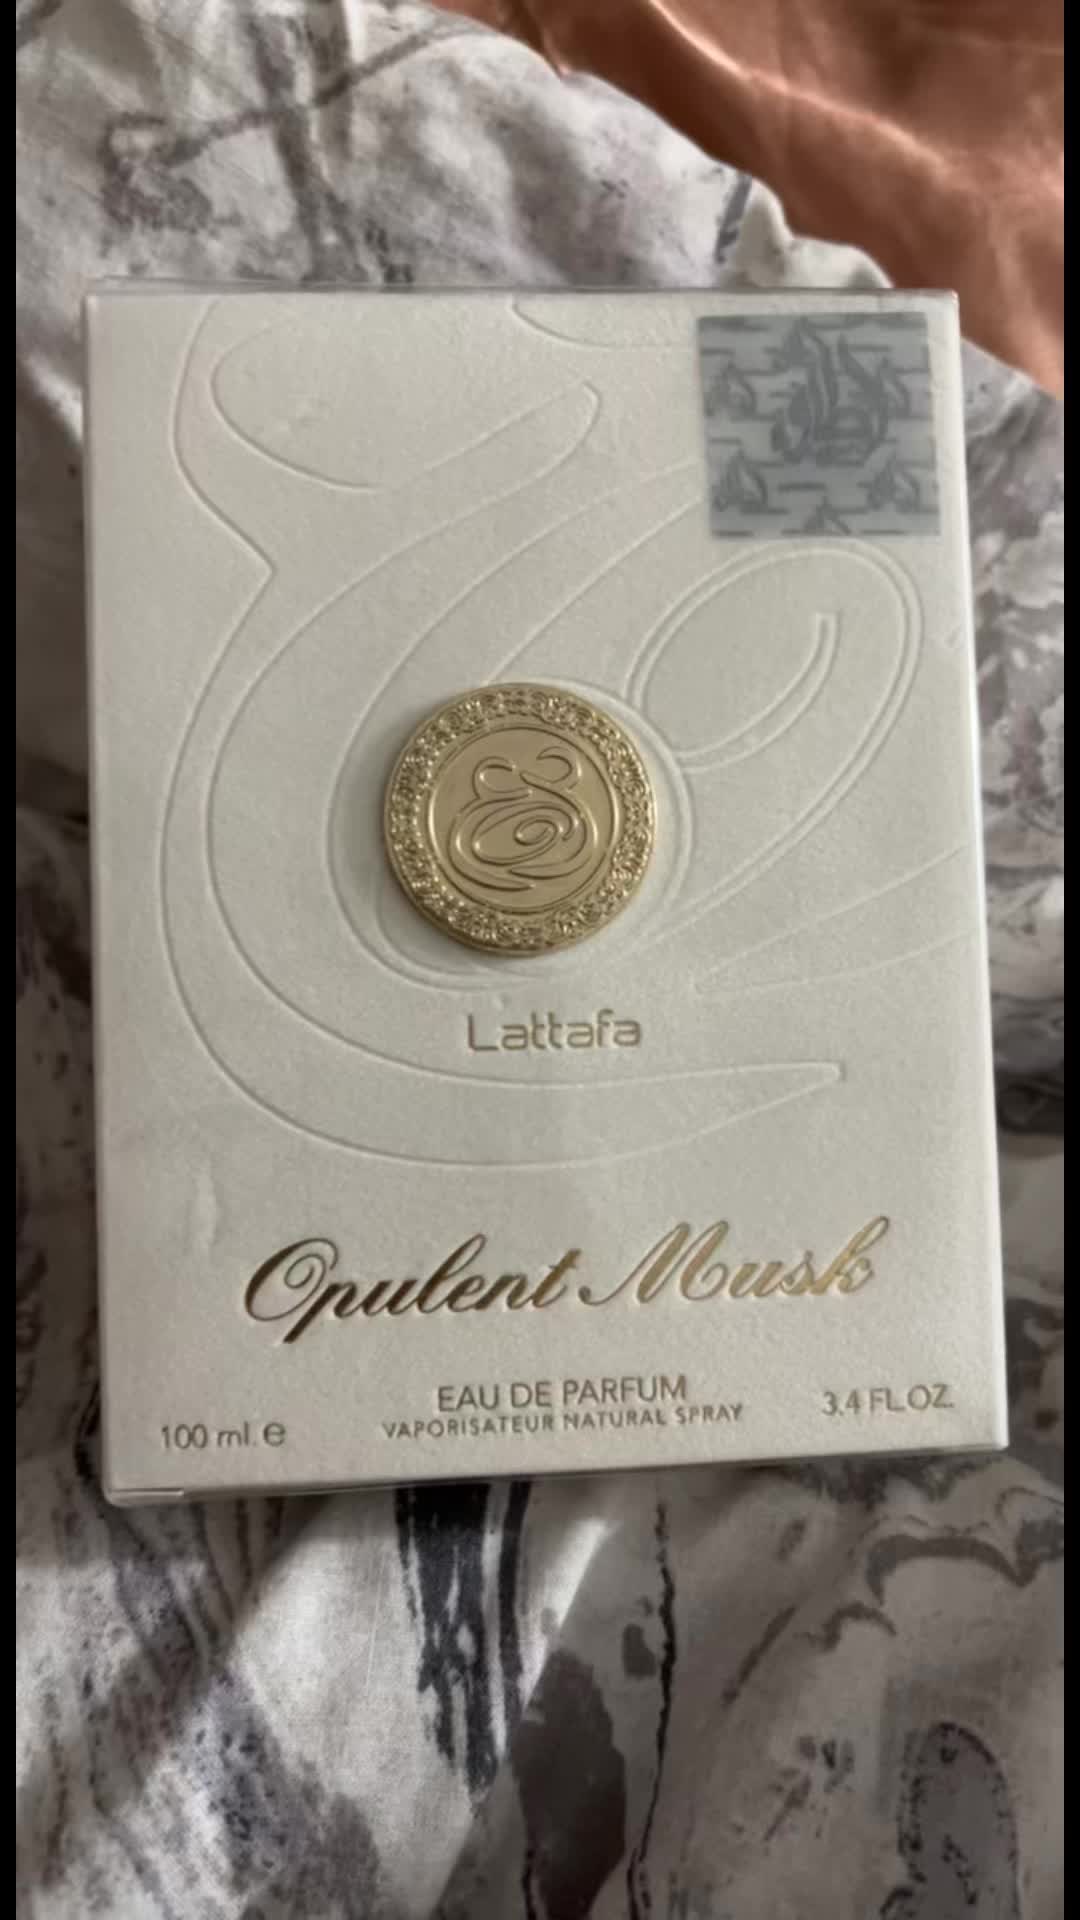 Lattafa
Opulent Musk
EAU DE PARFUM
VAPORISATEUR NATURAL SPRAY
100 ml. e
3.4 FL.OZ.